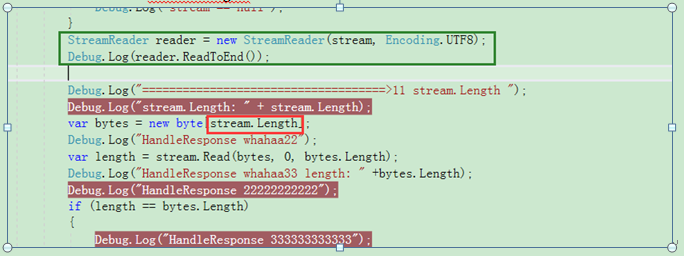 Debug.Log("stream == null");
}
StreamReader reader = new StreamReader(stream, Encoding.UTF8);
Debug.Log(reader.ReadToEnd());
Debug.Log("==================================>11 stream.Length ");
Debug.Log("stream.Length: " + stream.Length);
var bytes = new byte[stream.Length];
Debug.Log("HandleResponse whahaa22");
var length = stream.Read(bytes, 0, bytes.Length);
Debug.Log("HandleResponse whahaa33 length: " +bytes.Length);
Debug.Log("HandleResponse 22222222222");
if (length == bytes.Length)
{
Debug.Log("HandleResponse 333333333333");